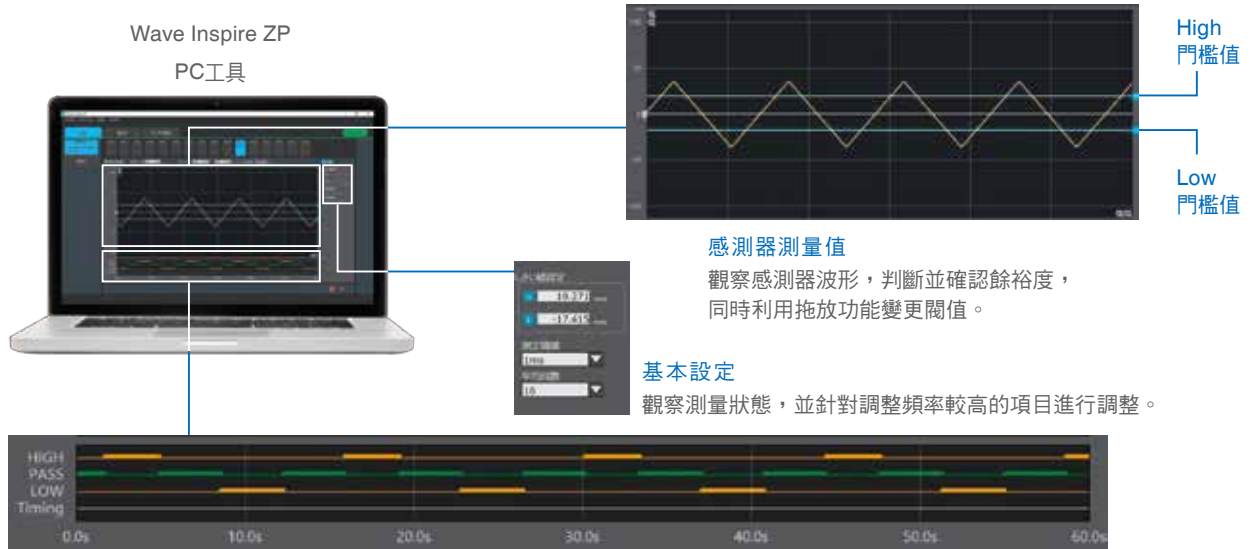 Wave Inspire ZP
PC工具
High
門檻值
Low
門檻值
感測器測量值
觀察感測器波形，判斷並確認餘裕度，
同時利用拖放功能變更閥值。
-17.415
1ms
16
基本設定
觀察測量狀態，並針對調整頻率較高的項目進行調整。
HIGH
PASS
LOW
Timing
0.0s 10.0s 20.0s 30.0s 40.0s 50.0s 60.0s